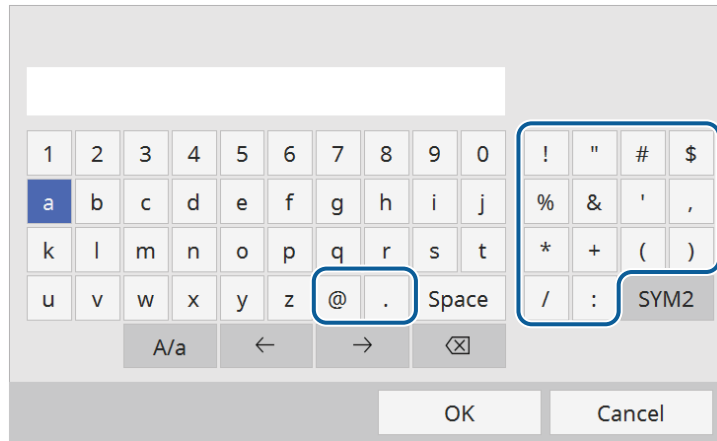 1 2 3 4 5 6 7 8 9 0 ! " # $
a b c d e f g h i j % & ' ,
k l m n o p q r s t * + ( )
u v w x y z @ . Space / : SYM2
A/a ← → ⌫
OK Cancel